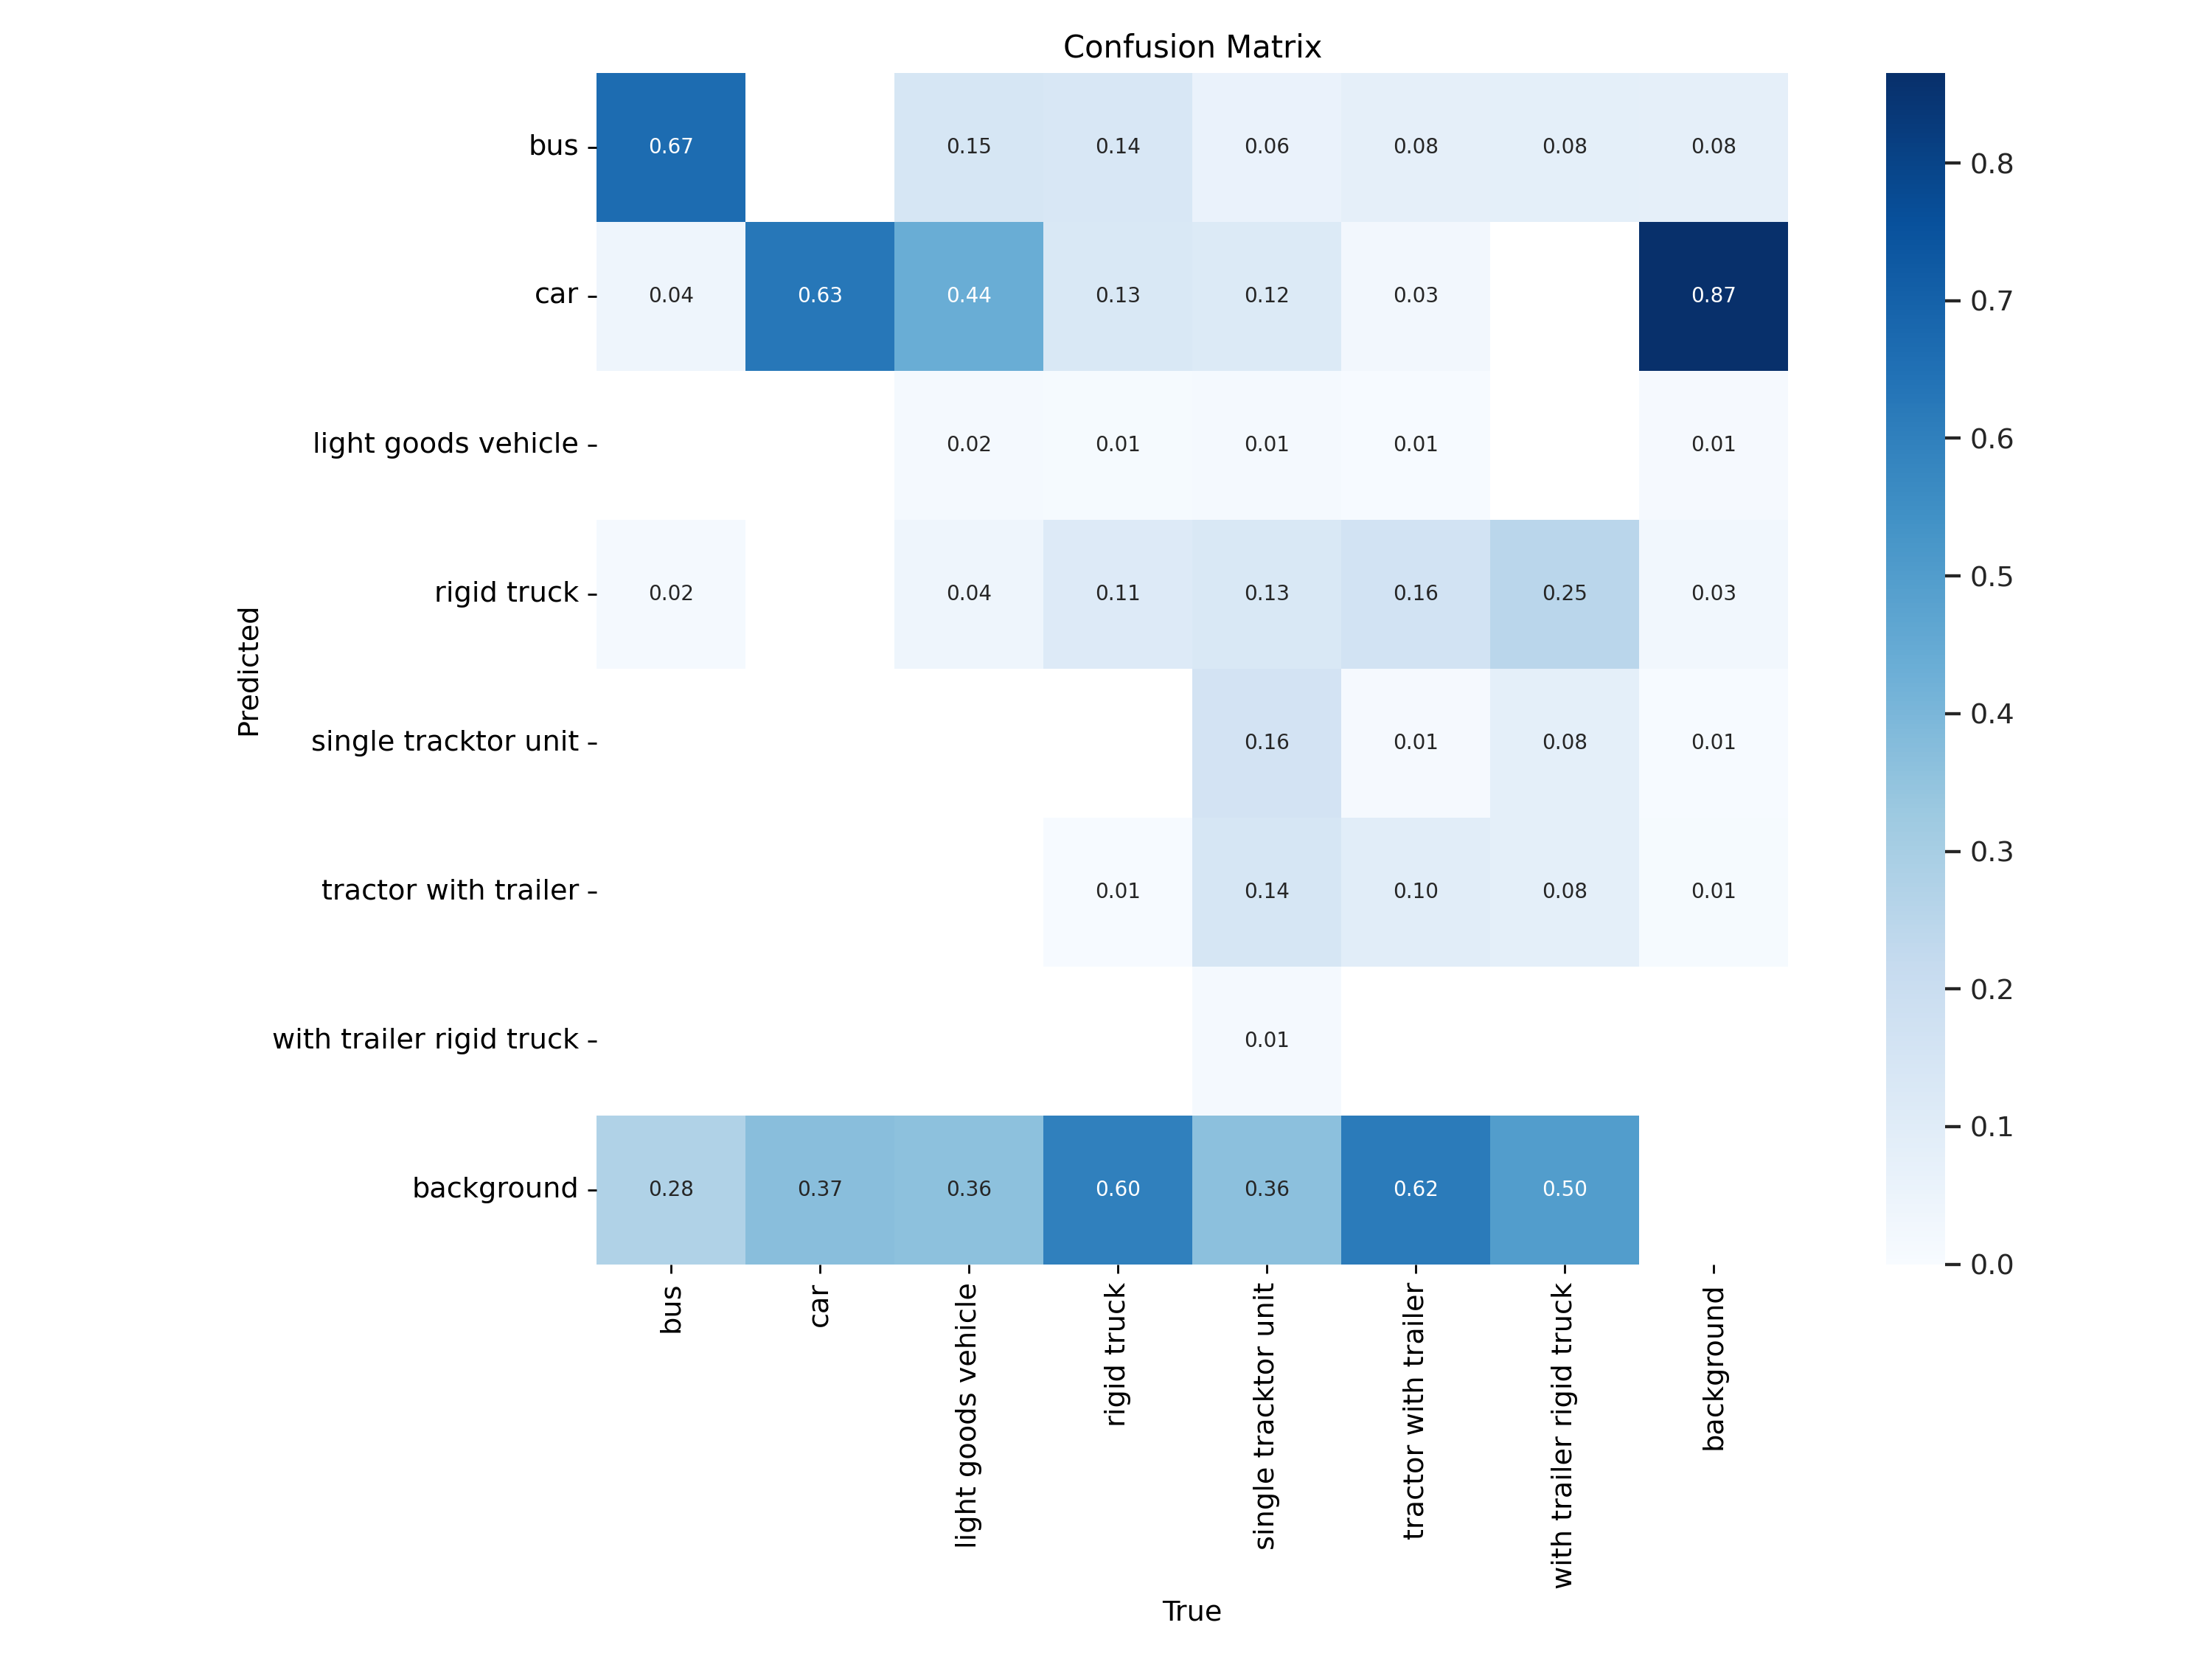 Confusion Matrix
bus 0.67 0.15 0.14 0.06 0.08 0.08 0.08
car 0.04 0.63 0.44 0.13 0.12 0.03 0.87
light goods vehicle 0.02 0.01 0.01 0.01 0.01
rigid truck 0.02 0.04 0.11 0.13 0.16 0.25 0.03
single tracktor unit 0.16 0.01 0.08 0.01
tractor with trailer 0.01 0.14 0.10 0.08 0.01
with trailer rigid truck 0.01
background 0.28 0.37 0.36 0.60 0.36 0.62 0.50
Predicted
bus
car
light goods vehicle
rigid truck
single tracktor unit
tractor with trailer
with trailer rigid truck
background
True
0.8
0.7
0.6
0.5
0.4
0.3
0.2
0.1
0.0